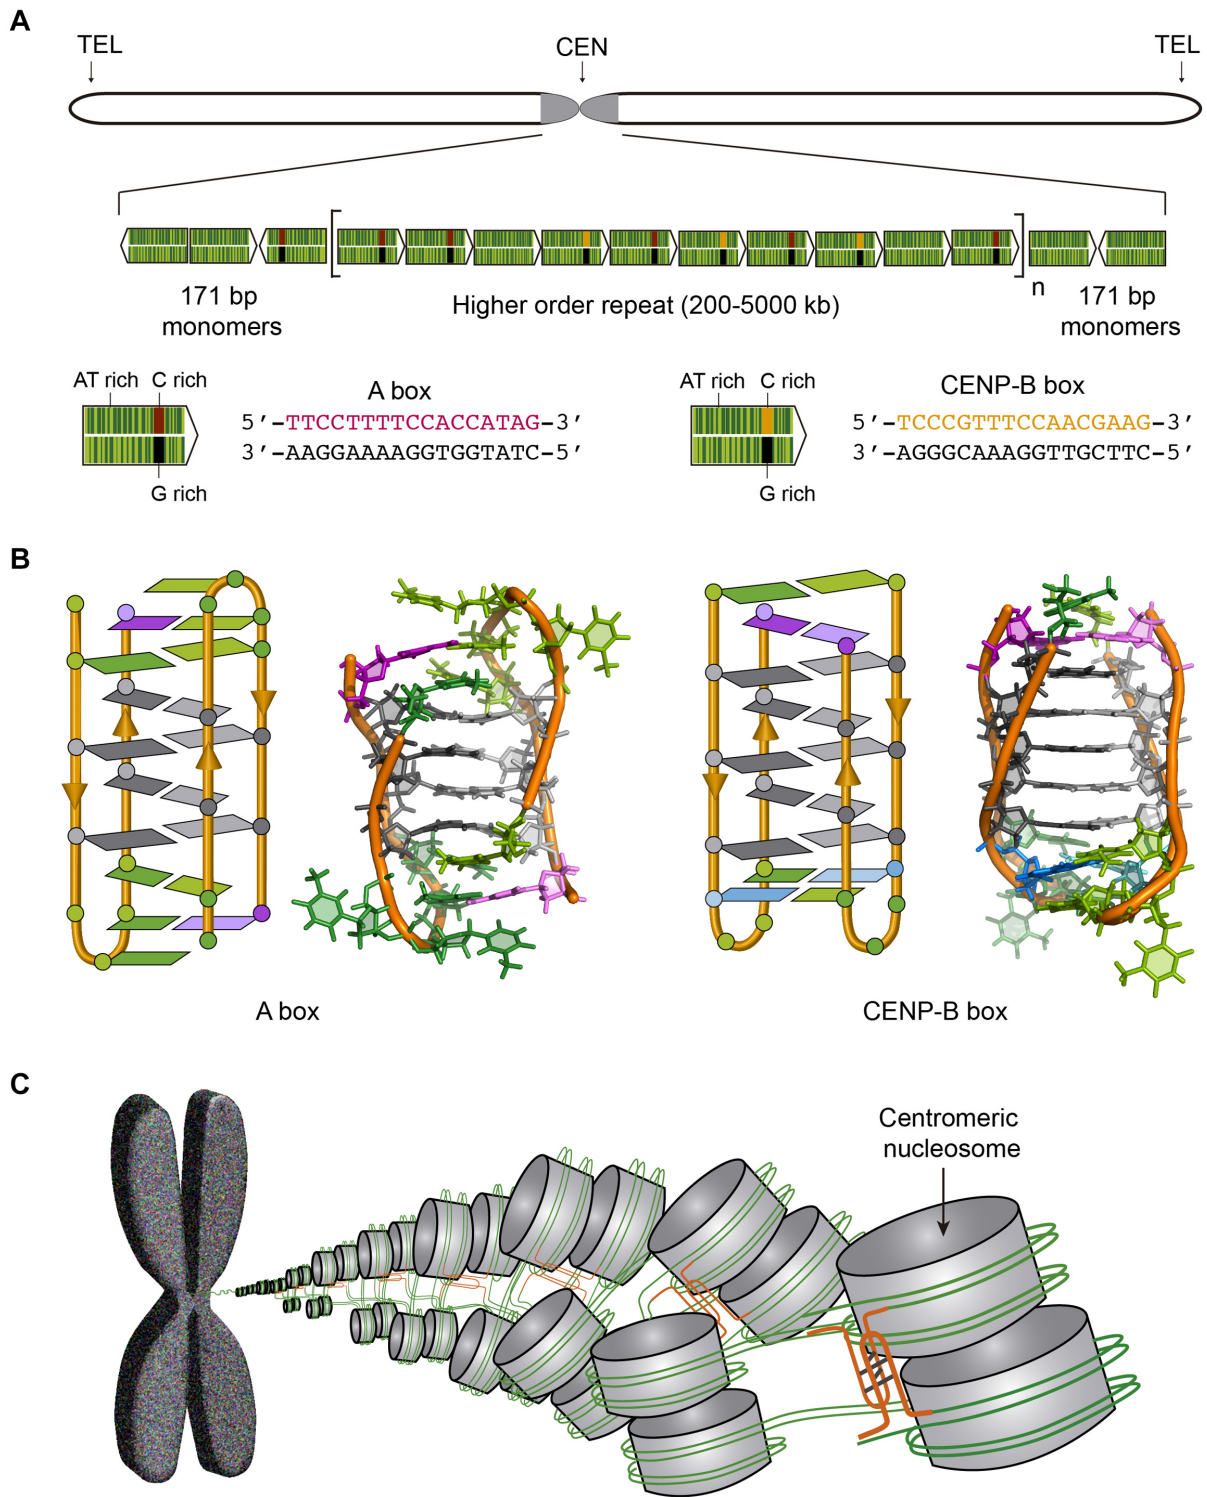 A
TEL
CEN
TEL
171 bp
monomers
Higher order repeat (200-5000 kb)
n
171 bp
monomers
AT rich
C rich
A box
5′–TTCCTTTTCCACCATAG–3′
3′–AAGGAAAAGGTGGTATC–5′
G rich
AT rich
C rich
CENP-B box
5′–TCCCGTTTCCAACGAAG–3′
3′–AGGGCAAAGGTTGCTTC–5′
G rich
B
A box
CENP-B box
C
Centromeric
nucleosome